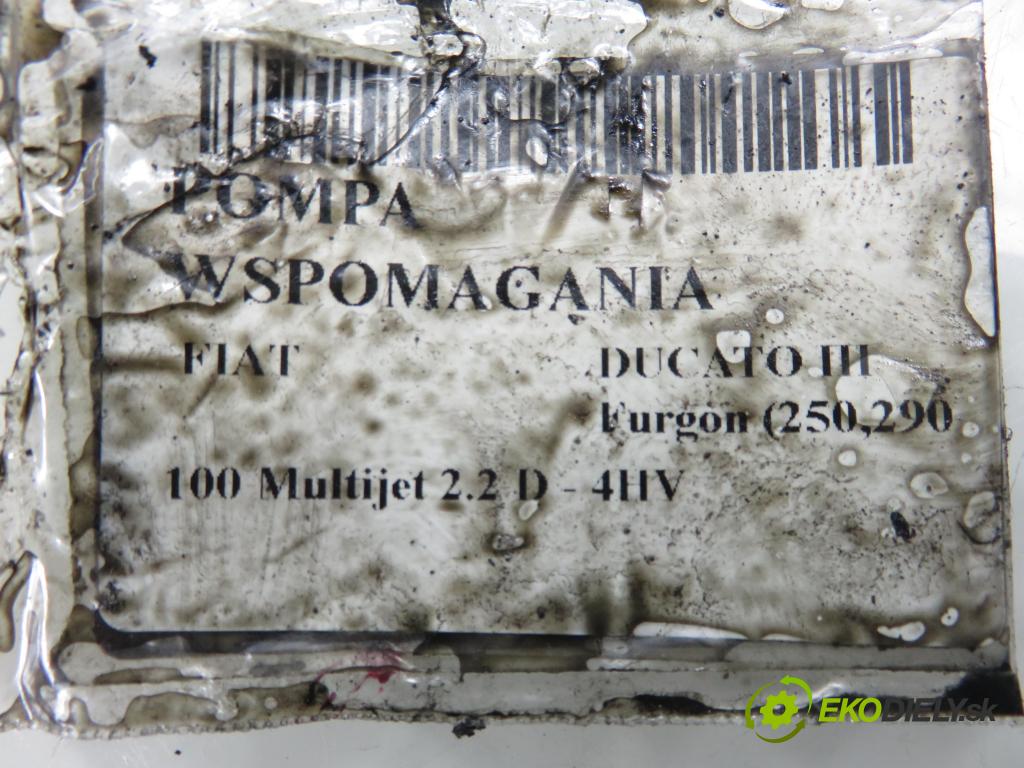 POMPA
WSPOMAGANIA
FIAT DUCATO III
Furgon (250,290
100 Multijet 2.2 D - 4HV
EKODIELY.sk